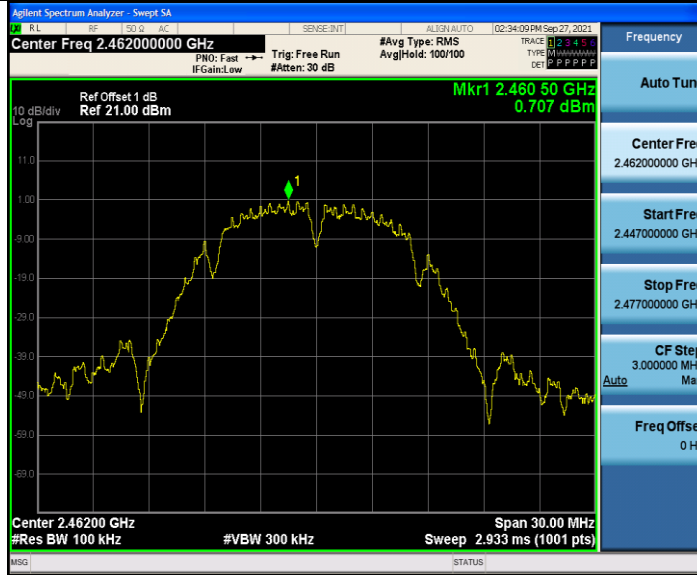 Agilent Spectrum Analyzer - Swept SA
RL RF 50 Ω AC SENSE:INT ALIGN AUTO 02:34:09 PM Sep 27, 2021
Center Freq 2.462000000 GHz
PNO: Fast
IFGain:Low
Trig: Free Run
#Atten: 30 dB
#Avg Type: RMS
Avg|Hold: 100/100
TRACE 1 2 3 4 5 6
TYPE M
DET P P P P P P
Mkr1 2.460 50 GHz
0.707 dBm
Ref Offset 1 dB
10 dB/div Ref 21.00 dBm
Log
11.0
1.00
-9.00
-19.0
-29.0
-39.0
-49.0
-59.0
-69.0
1
Center 2.46200 GHz Span 30.00 MHz
#Res BW 100 kHz #VBW 300 kHz Sweep 2.933 ms (1001 pts)
MSG STATUS
Frequency
Auto Tun
Center Fre
2.462000000 GH
Start Fre
2.447000000 GH
Stop Fre
2.477000000 GH
CF Ste
3.000000 MH
Auto Ma
Freq Offse
0 H